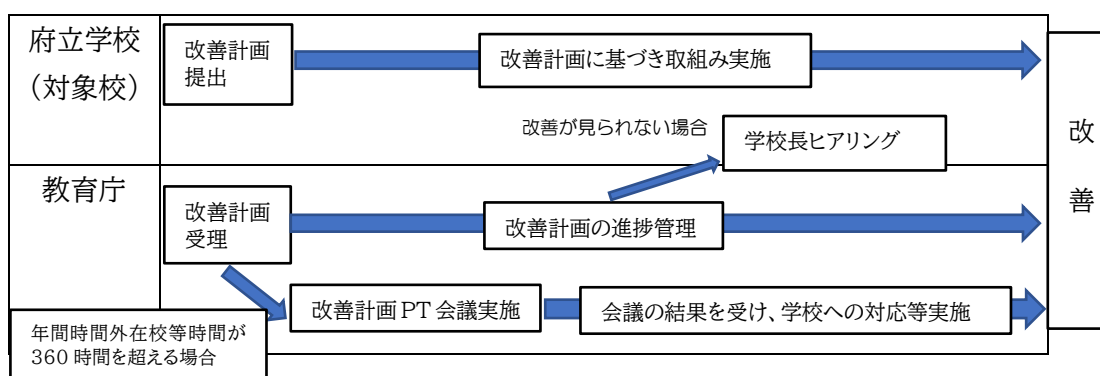 府立学校
（対象校）
改善計画
提出
改善計画に基づき取組み実施
改善が見られない場合
学校長ヒアリング
教育庁
改善計画
受理
改善計画の進捗管理
改善計画PT会議実施
会議の結果を受け、学校への対応等実施
年間時間外在校等時間が
360時間を超える場合
改
善